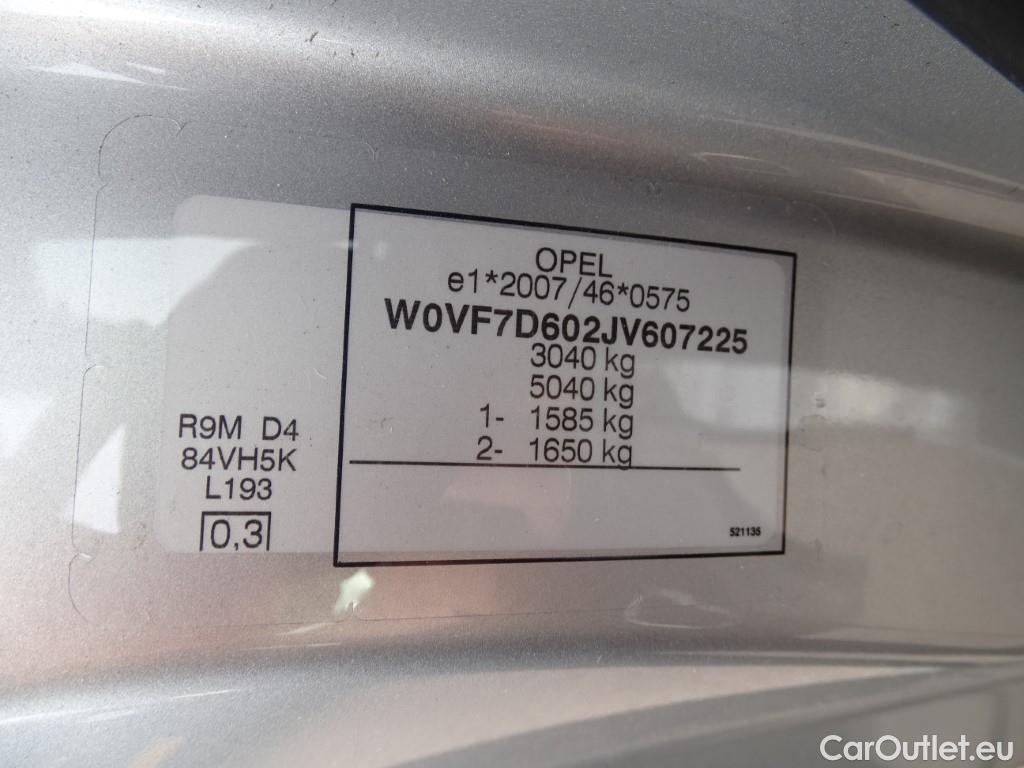 OPEL
e1*2007/46*0575
W0VF7D602JV607225
3040 kg
5040 kg
1- 1585 kg
2- 1650 kg
R9M D4
84VH5K
L193
0,3
521135
CarOutlet.eu